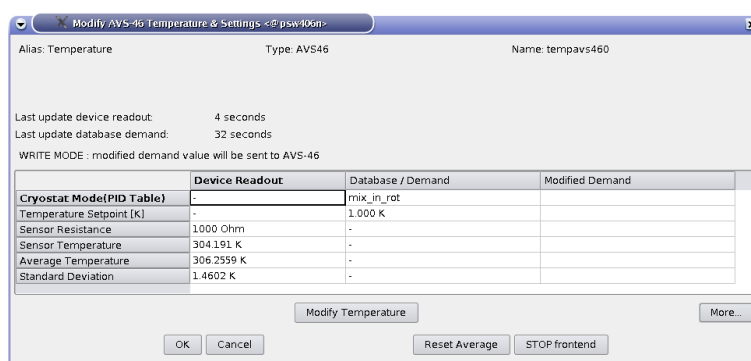 Modify AVS-46 Temperature & Settings <@psw406n>
Alias: Temperature Type: AVS46 Name: tempavs460
Last update device readout: 4 seconds
Last update database demand: 32 seconds
WRITE MODE : modified demand value will be sent to AVS-46
Device Readout Database / Demand Modified Demand
Cryostat Mode(PID Table) - mix_in_rot
Temperature Setpoint [K] - 1.000 K
Sensor Resistance 1000 Ohm -
Sensor Temperature 304.191 K -
Average Temperature 306.2559 K -
Standard Deviation 1.4602 K -
Modify Temperature More...
OK Cancel Reset Average STOP frontend